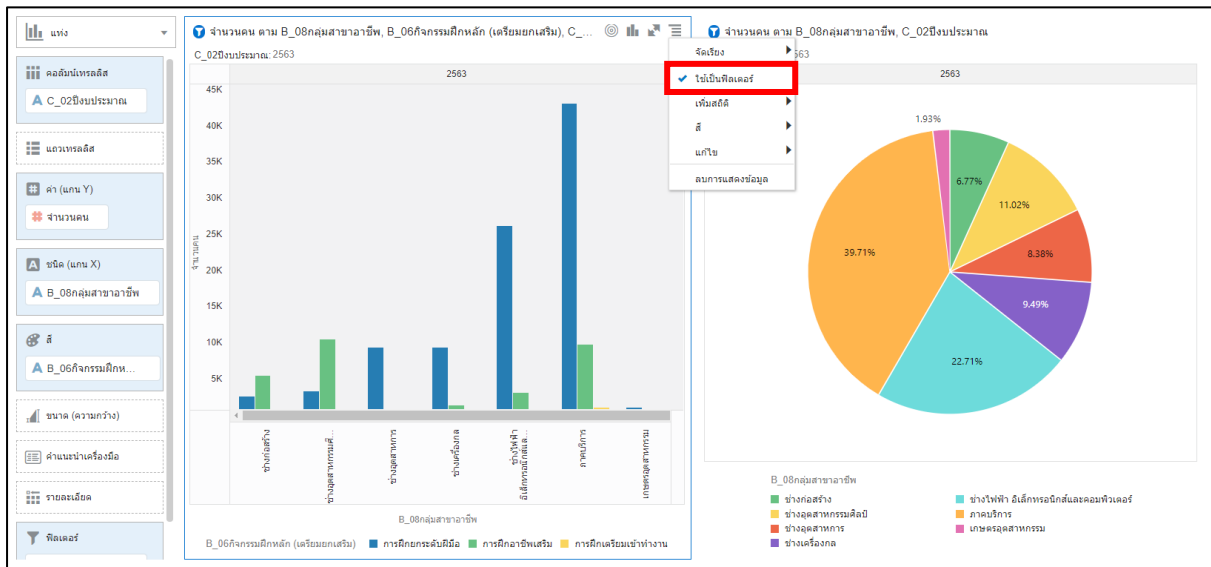 แท่ง
คอลัมน์เทรลลิส
A C_02ปีงบประมาณ
แถวเทรลลิส
# ค่า (แกน Y)
# จำนวนคน
A ชนิด (แกน X)
A B_08กลุ่มสาขาอาชีพ
สี
A B_06กิจกรรมฝึกห...
ขนาด (ความกว้าง)
คำแนะนำเครื่องมือ
รายละเอียด
ฟิลเตอร์
จำนวนคน ตาม B_08กลุ่มสาขาอาชีพ, B_06กิจกรรมฝึกหลัก (เตรียมยกเสริม), C_...
C_02ปีงบประมาณ: 2563
2563
45K
40K
35K
30K
25K
20K
15K
10K
5K
จำนวนคน
ช่างก่อสร้าง
ช่างอุตสาหกรรมศิ...
ช่างอุตสาหการ
ช่างเครื่องกล
ช่างไฟฟ้า
อิเล็กทรอนิกส์แล...
ภาคบริการ
เกษตรอุตสาหกรรม
B_08กลุ่มสาขาอาชีพ
B_06กิจกรรมฝึกหลัก (เตรียมยกเสริม) การฝึกยกระดับฝีมือ การฝึกอาชีพเสริม การฝึกเตรียมเข้าทำงาน
จัดเรียง
ใช้เป็นฟิลเตอร์
เพิ่มสถิติ
สี
แก้ไข
ลบการแสดงข้อมูล
จำนวนคน ตาม B_08กลุ่มสาขาอาชีพ, C_02ปีงบประมาณ
563
2563
1.93%
6.77%
11.02%
8.38%
9.49%
22.71%
39.71%
B_08กลุ่มสาขาอาชีพ
ช่างก่อสร้าง
ช่างอุตสาหกรรมศิลป์
ช่างอุตสาหการ
ช่างเครื่องกล
ช่างไฟฟ้า อิเล็กทรอนิกส์และคอมพิวเตอร์
ภาคบริการ
เกษตรอุตสาหกรรม